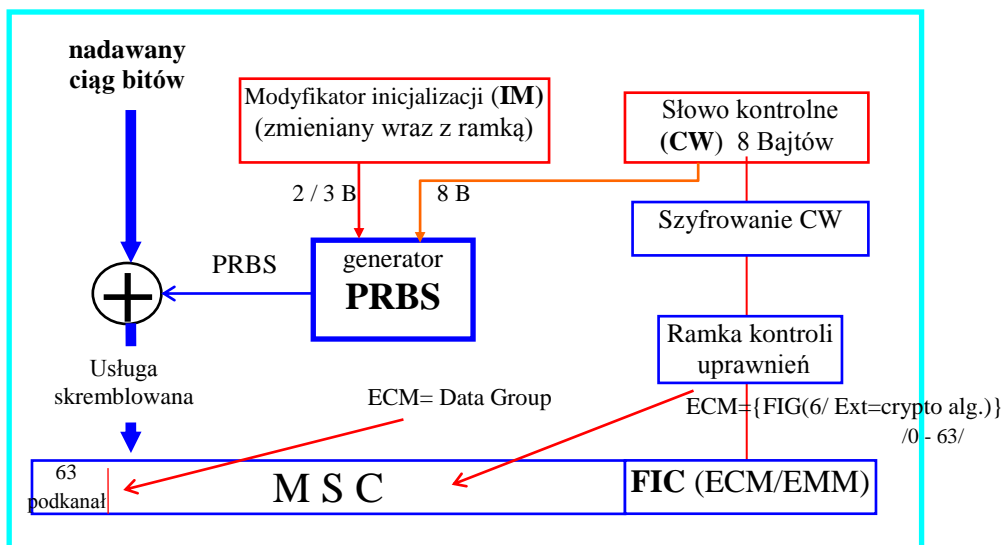 nadawany
ciąg bitów
Modyfikator inicjalizacji (IM)
(zmieniany wraz z ramką)
Słowo kontrolne
(CW) 8 Bajtów
2 / 3 B
8 B
Szyfrowanie CW
PRBS
generator
PRBS
Ramka kontroli
uprawnień
Usługa
skremblowana
ECM= Data Group
ECM={FIG(6/ Ext=crypto alg.)}
/0 - 63/
63
podkanał
M S C
FIC (ECM/EMM)